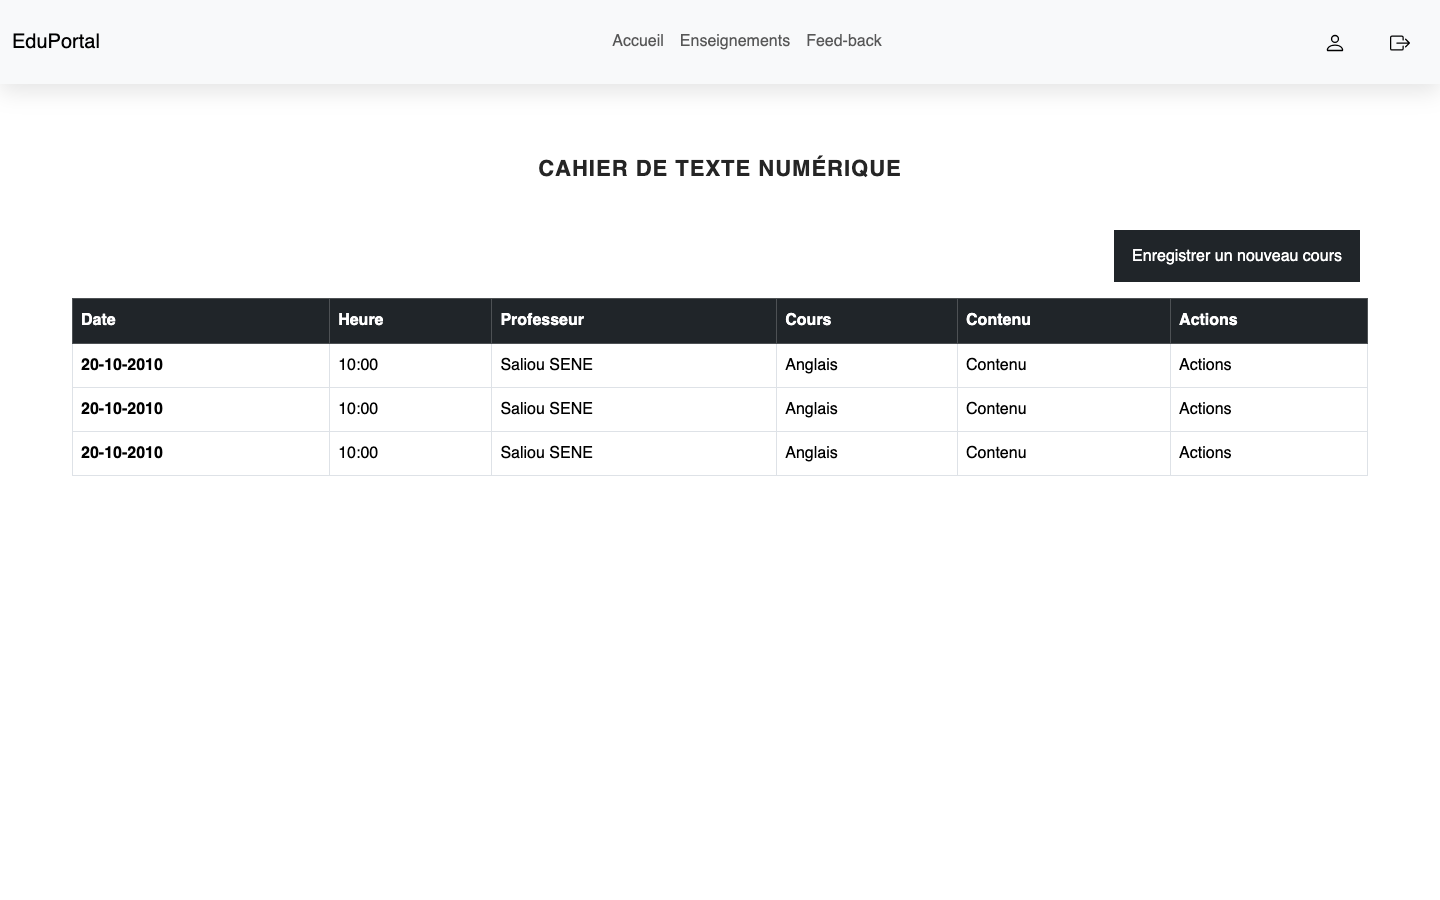 EduPortal Accueil Enseignements Feed-back
CAHIER DE TEXTE NUMÉRIQUE
Enregistrer un nouveau cours
Date Heure Professeur Cours Contenu Actions
20-10-2010 10:00 Saliou SENE Anglais Contenu Actions
20-10-2010 10:00 Saliou SENE Anglais Contenu Actions
20-10-2010 10:00 Saliou SENE Anglais Contenu Actions